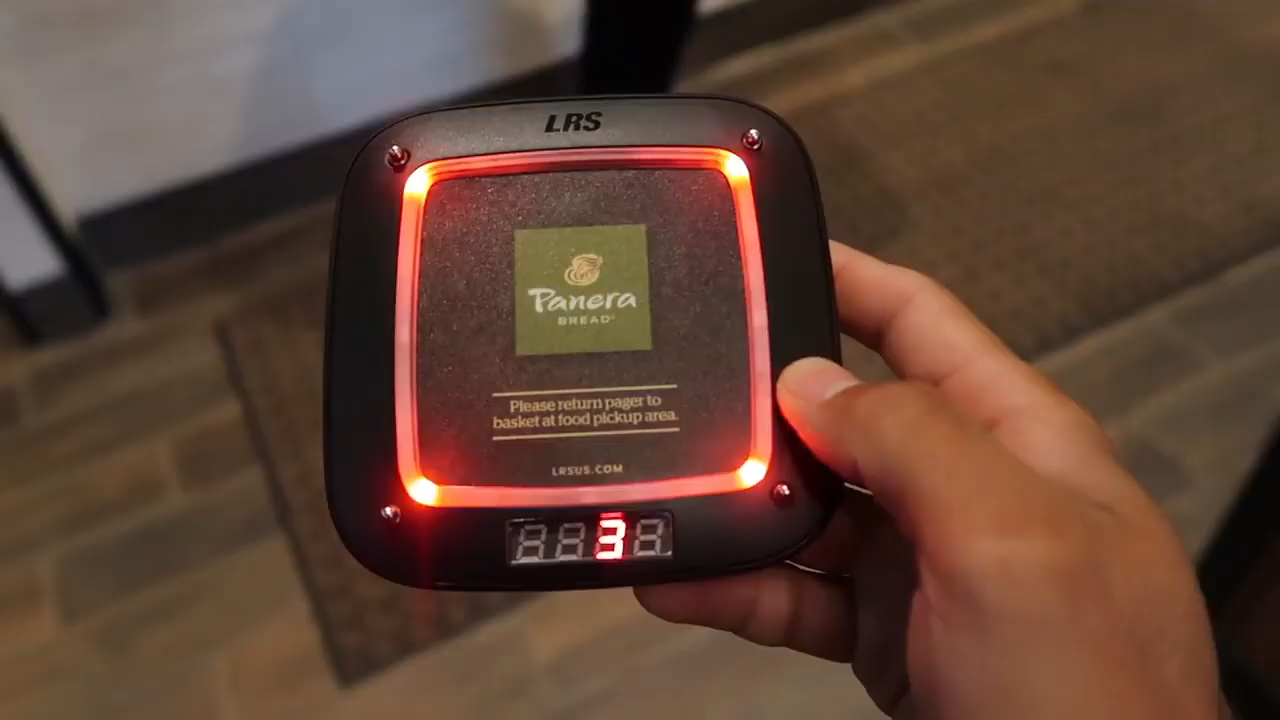 LRS
Panera
BREAD
Please return pager to
basket at food pickup area.
LRSUS.COM
3